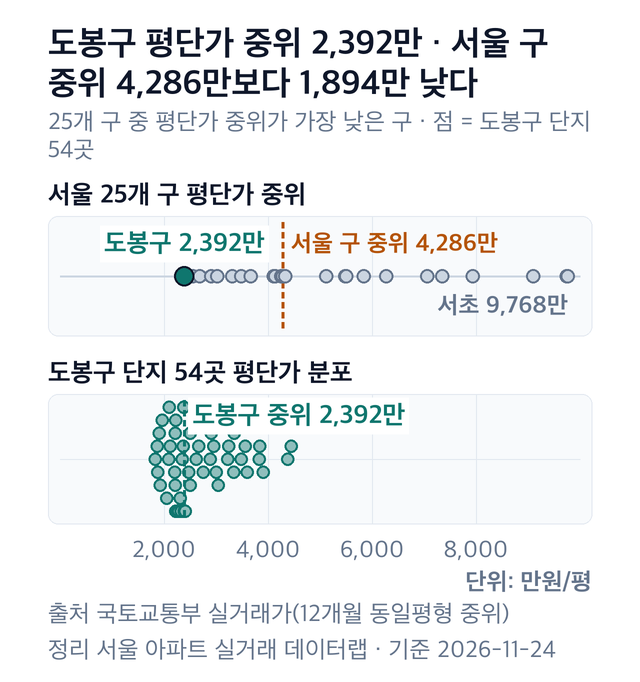 도봉구 평단가 중위 2,392만 · 서울 구
중위 4,286만보다 1,894만 낮다
25개 구 중 평단가 중위가 가장 낮은 구 · 점 = 도봉구 단지
54곳
서울 25개 구 평단가 중위
도봉구 2,392만
서울 구 중위 4,286만
서초 9,768만
도봉구 단지 54곳 평단가 분포
도봉구 중위 2,392만
2,000 4,000 6,000 8,000
단위: 만원/평
출처 국토교통부 실거래가(12개월 동일평형 중위)
정리 서울 아파트 실거래 데이터랩 · 기준 2026-11-24